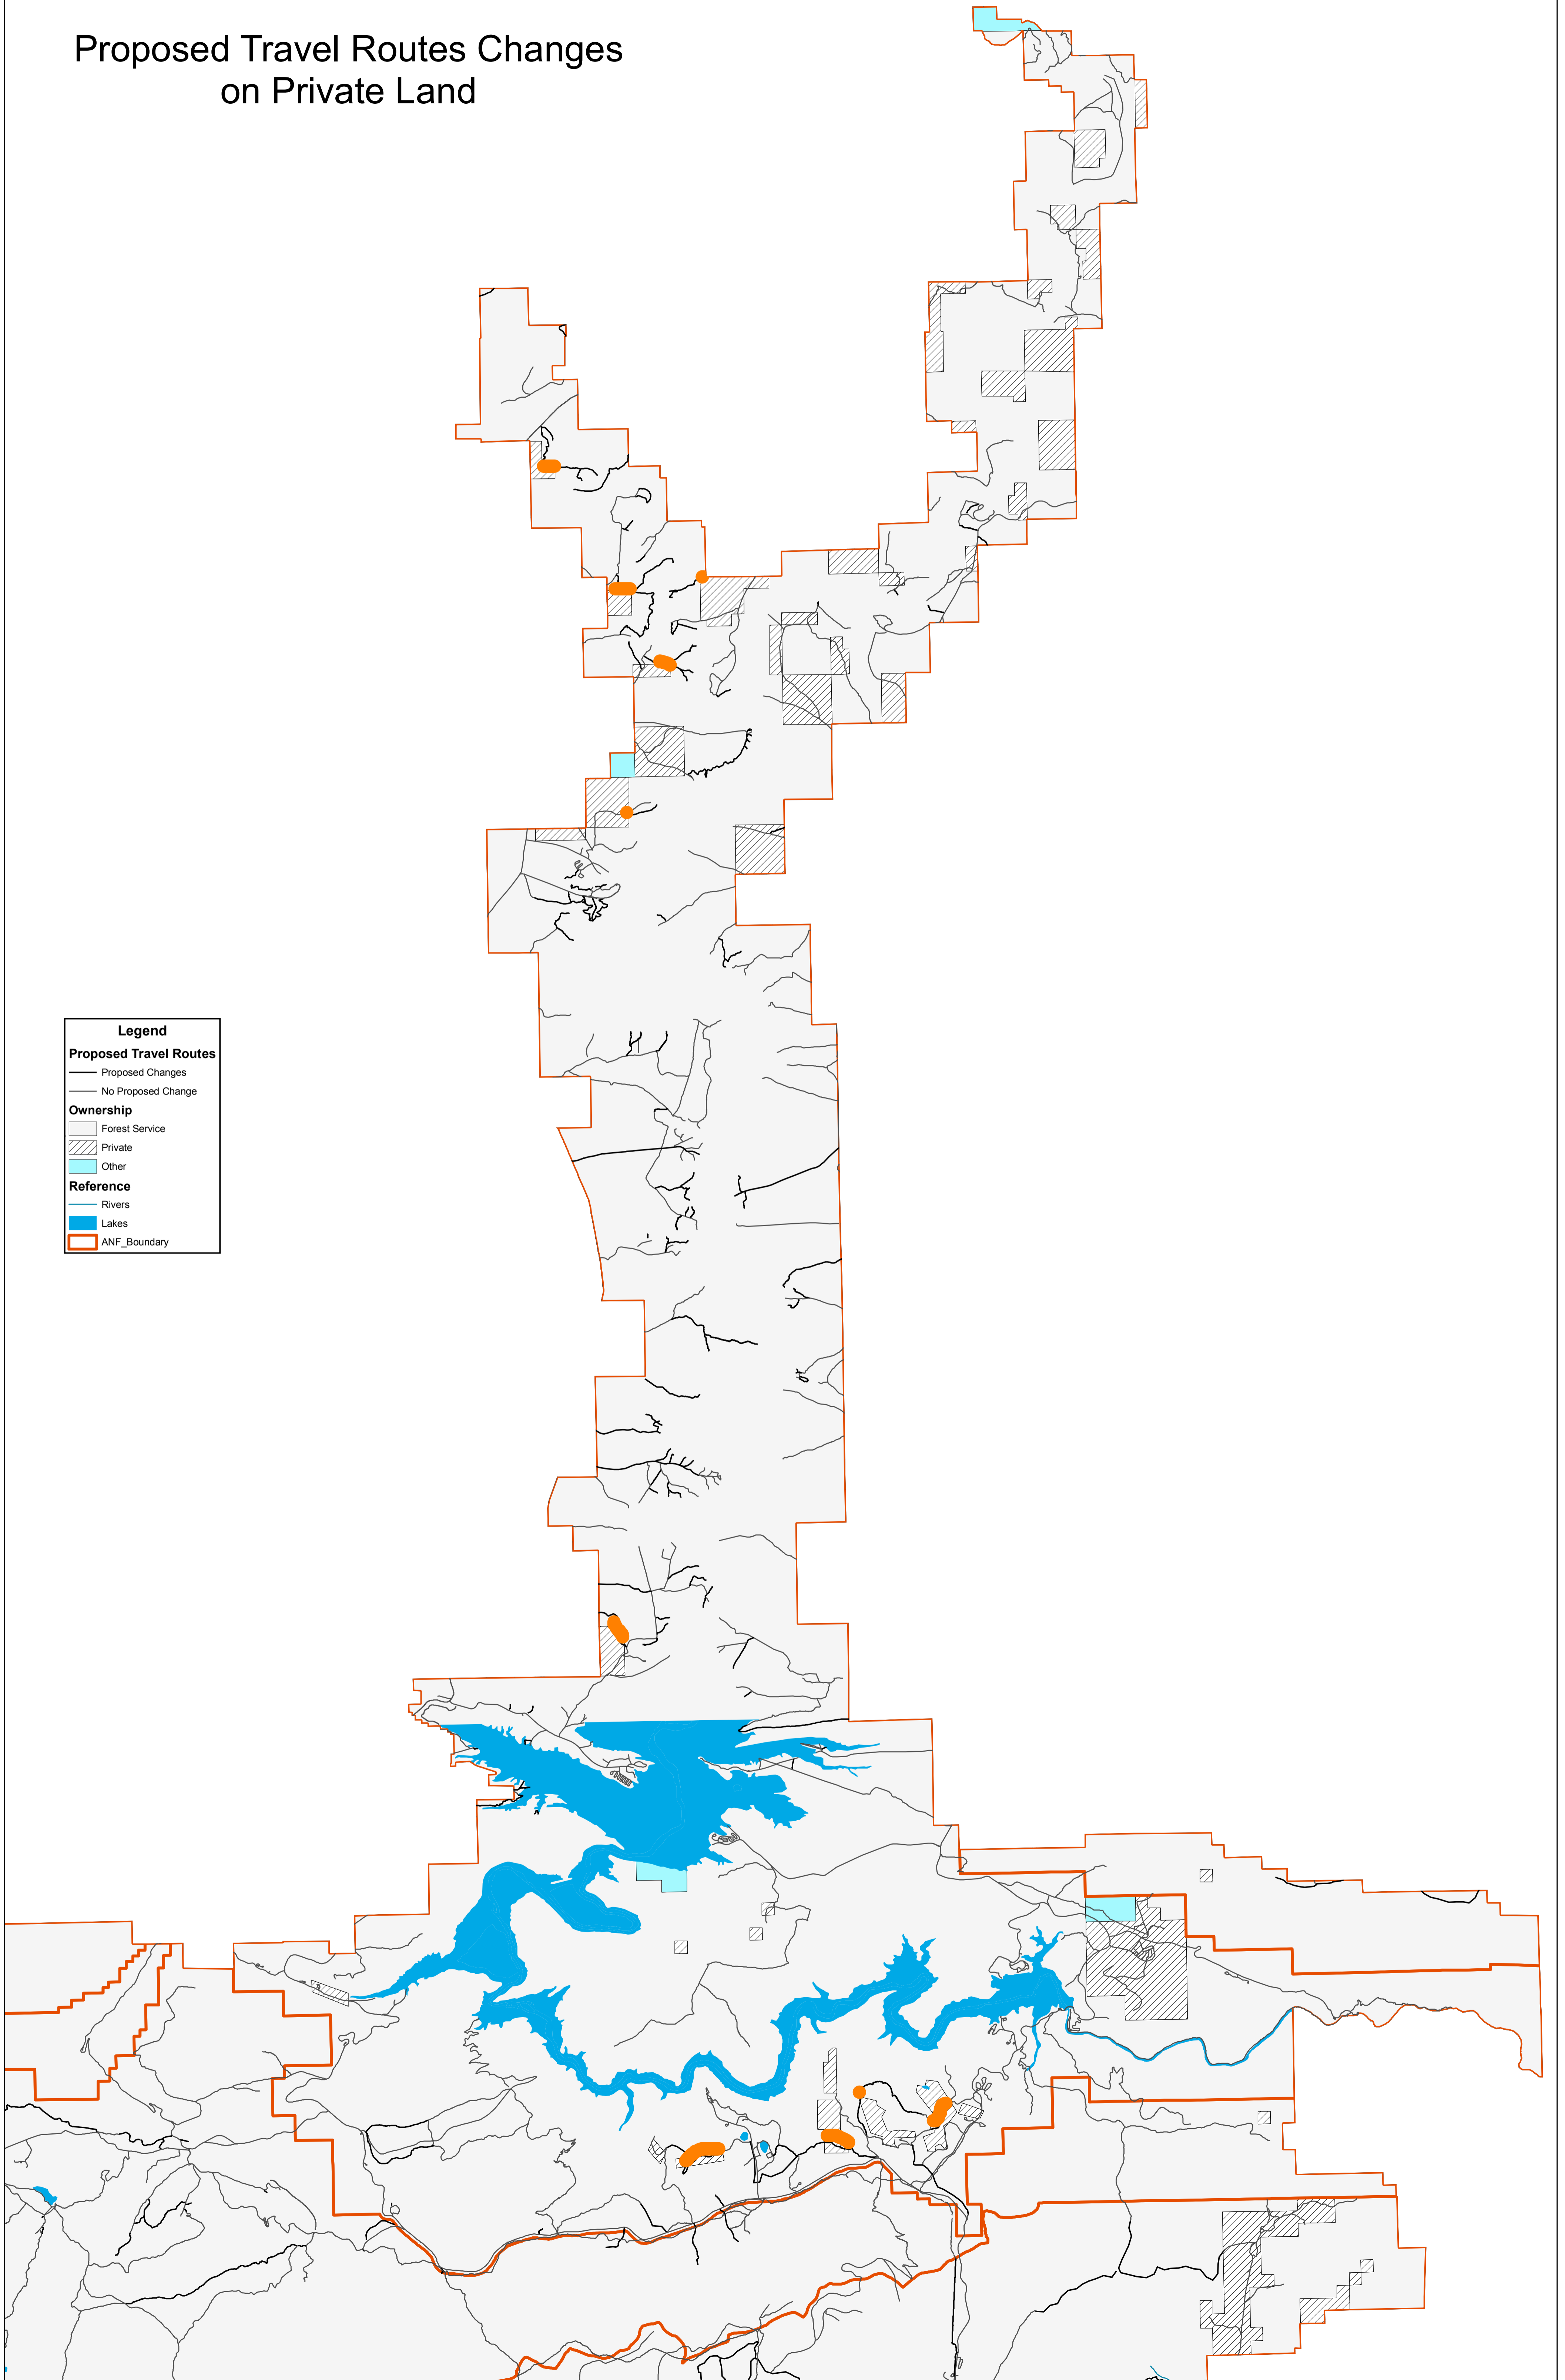 Proposed Travel Routes Changes
on Private Land
Legend
Proposed Travel Routes
Proposed Changes
No Proposed Change
Ownership
Forest Service
Private
Other
Reference
Rivers
Lakes
ANF_Boundary